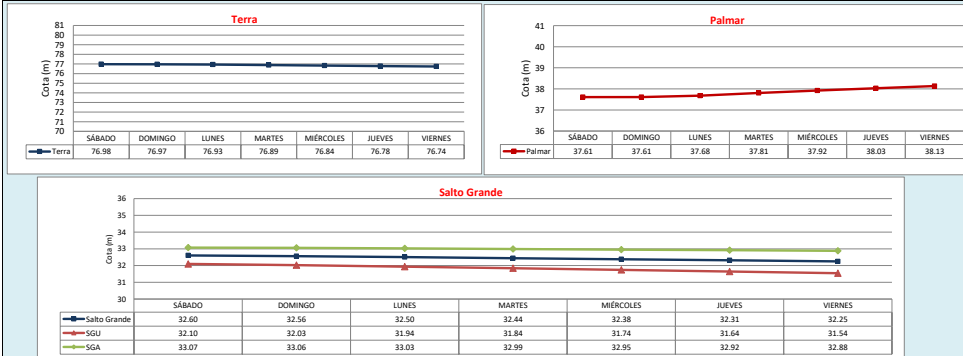 Terra
81
80
79
78
77
76
75
74
73
72
71
70
Cota (m)
SÁBADO DOMINGO LUNES MARTES MIÉRCOLES JUEVES VIERNES
Terra 76.98 76.97 76.93 76.89 76.84 76.78 76.74
Palmar
41
40
39
38
37
36
Cota (m)
SÁBADO DOMINGO LUNES MARTES MIÉRCOLES JUEVES VIERNES
Palmar 37.61 37.61 37.68 37.81 37.92 38.03 38.13
Salto Grande
36
35
34
33
32
31
30
Cota (m)
SÁBADO DOMINGO LUNES MARTES MIÉRCOLES JUEVES VIERNES
Salto Grande 32.60 32.56 32.50 32.44 32.38 32.31 32.25
SGU 32.10 32.03 31.94 31.84 31.74 31.64 31.54
SGA 33.07 33.06 33.03 32.99 32.95 32.92 32.88